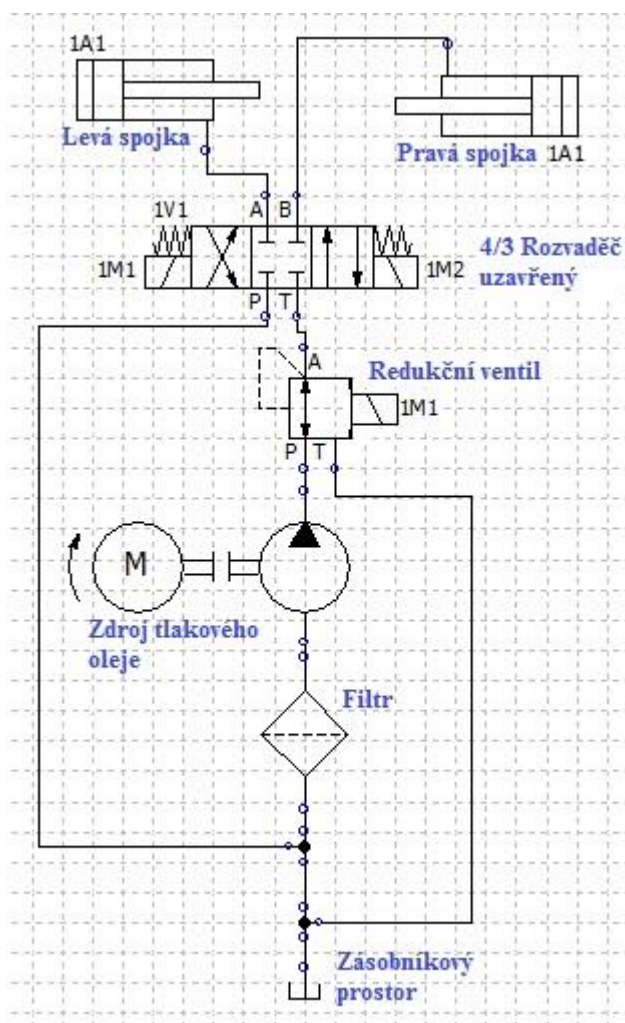 1A1
Levá spojka
Pravá spojka 1A1
1V1 A B
4/3 Rozvaděč
uzavřený
1M1
1M2
P T
A
Redukční ventil
1M1
P T
M
Zdroj tlakového
oleje
Filtr
Zásobníkový
prostor